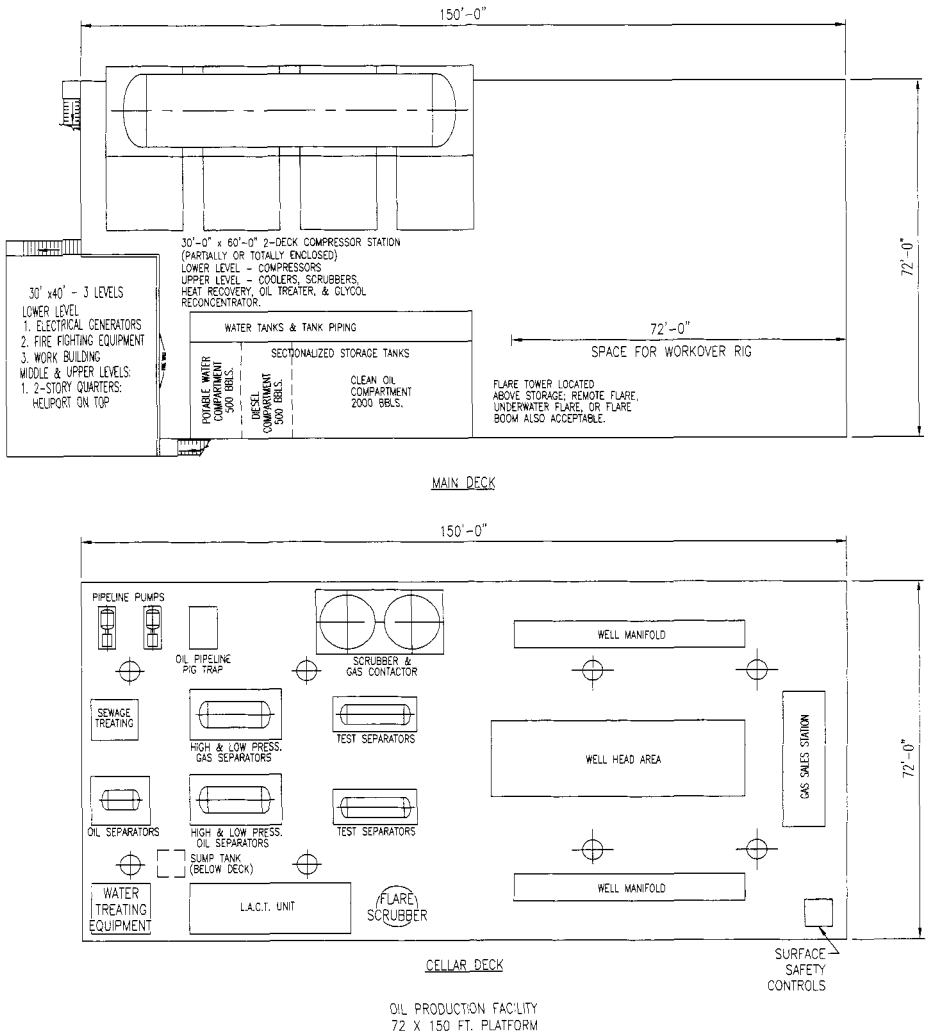 150'-0"
72'-0"
30'-0" x 60'-0" 2-DECK COMPRESSOR STATION
(PARTIALLY OR TOTALLY ENCLOSED)
LOWER LEVEL - COMPRESSORS
UPPER LEVEL - COOLERS, SCRUBBERS,
HEAT RECOVERY, OIL TREATER, & GLYCOL
RECONCENTRATOR.
30' x40' - 3 LEVELS
LOWER LEVEL
1. ELECTRICAL GENERATORS
2. FIRE FIGHTING EQUIPMENT
3. WORK BUILDING
MIDDLE & UPPER LEVELS:
1. 2-STORY QUARTERS:
HELIPORT ON TOP
WATER TANKS & TANK PIPING
SECTIONALIZED STORAGE TANKS
POTABLE WATER
COMPARTMENT
500 BBLS.
DIESEL
COMPARTMENT
500 BBLS.
CLEAN OIL
COMPARTMENT
2000 BBLS.
72'-0"
SPACE FOR WORKOVER RIG
FLARE TOWER LOCATED
ABOVE STORAGE; REMOTE FLARE,
UNDERWATER FLARE, OR FLARE
BOOM ALSO ACCEPTABLE.
MAIN DECK
150'-0"
72'-0"
PIPELINE PUMPS
OIL PIPELINE
PIG TRAP
SCRUBBER &
GAS CONTACTOR
WELL MANIFOLD
SEWAGE
TREATING
HIGH & LOW PRESS.
GAS SEPARATORS
TEST SEPARATORS
WELL HEAD AREA
GAS SALES STATION
OIL SEPARATORS
HIGH & LOW PRESS.
OIL SEPARATORS
TEST SEPARATORS
SUMP TANK
(BELOW DECK)
WATER
TREATING
EQUIPMENT
L.A.C.T. UNIT
FLARE
SCRUBBER
WELL MANIFOLD
SURFACE
SAFETY
CONTROLS
CELLAR DECK
OIL PRODUCTION FACILITY
72 X 150 FT. PLATFORM